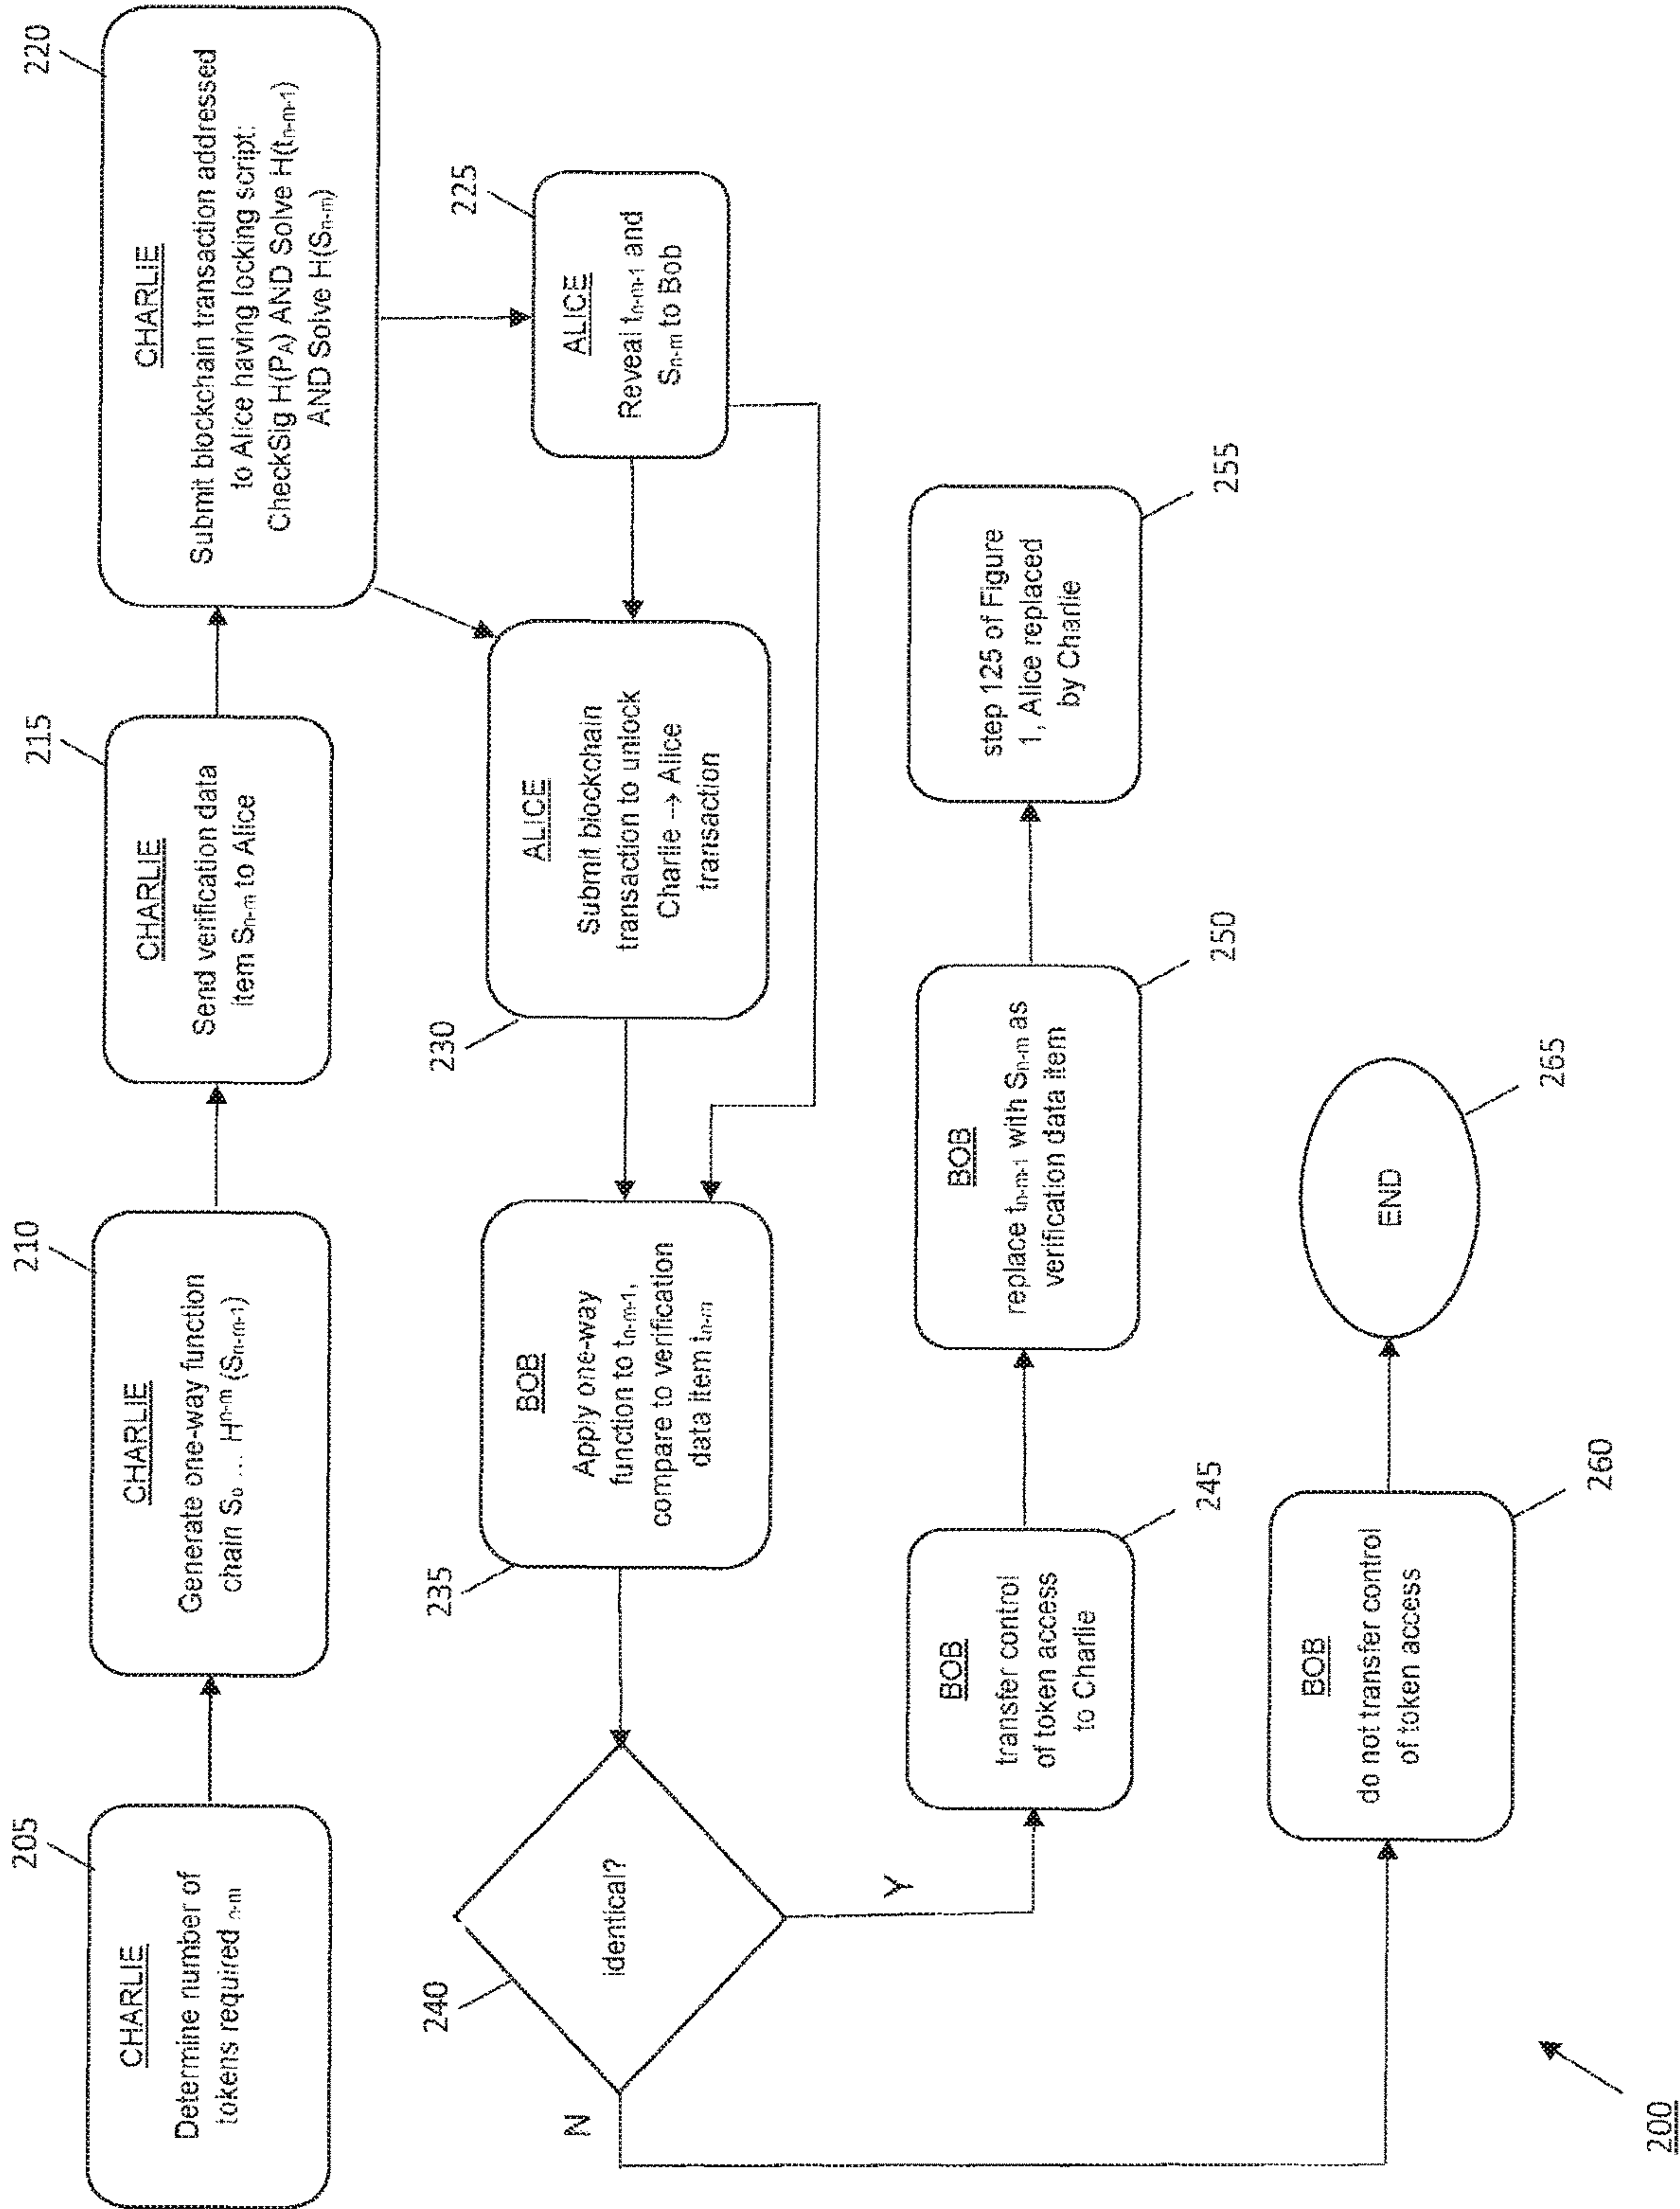 205
CHARLIE
Determine number of
tokens required n-m
210
CHARLIE
Generate one-way function
chain S₀ ... Hⁿ⁻ᵐ (Sn-m-1)
215
CHARLIE
Send verification data
item Sn-m to Alice
220
CHARLIE
Submit blockchain transaction addressed
to Alice having locking script:
CheckSig H(PA) AND Solve H(tn-m-1)
AND Solve H(Sn-m)
225
ALICE
Reveal tn-m-1 and
Sn-m to Bob
230
ALICE
Submit blockchain
transaction to unlock
Charlie → Alice
transaction
235
BOB
Apply one-way
function to tn-m-1,
compare to verification
data item tn-m
240
identical?
Y
N
245
BOB
transfer control
of token access
to Charlie
250
BOB
replace tn-m-1 with Sn-m as
verification data item
255
step 125 of Figure
1, Alice replaced
by Charlie
260
BOB
do not transfer control
of token access
265
END
200